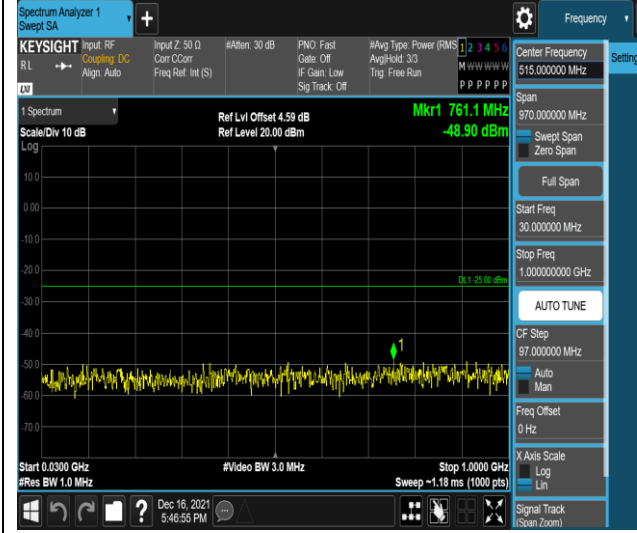 Spectrum Analyzer 1
Swept SA
+
Frequency
KEYSIGHT
RL
LXI
Input: RF
Coupling: DC
Align: Auto
Input Z: 50 Ω
Corr CCorr
Freq Ref: Int (S)
#Atten: 30 dB
PNO: Fast
Gate: Off
IF Gain: Low
Sig Track: Off
#Avg Type: Power (RMS
Avg|Hold: 3/3
Trig: Free Run
1 2 3 4 5 6
M W W W W W
P P P P P P
1 Spectrum
Scale/Div 10 dB
Ref Lvl Offset 4.59 dB
Ref Level 20.00 dBm
Mkr1 761.1 MHz
-48.90 dBm
Log
10.0
0.00
-10.0
-20.0
DL1 -25.00 dBm
-30.0
-40.0
1
-50.0
-60.0
-70.0
Start 0.0300 GHz
#Res BW 1.0 MHz
#Video BW 3.0 MHz
Stop 1.0000 GHz
Sweep ~1.18 ms (1000 pts)
?
Dec 16, 2021
5:46:55 PM
Center Frequency
515.000000 MHz
Settings
Span
970.000000 MHz
Swept Span
Zero Span
Full Span
Start Freq
30.000000 MHz
Stop Freq
1.000000000 GHz
AUTO TUNE
CF Step
97.000000 MHz
Auto
Man
Freq Offset
0 Hz
X Axis Scale
Log
Lin
Signal Track
(Span Zoom)